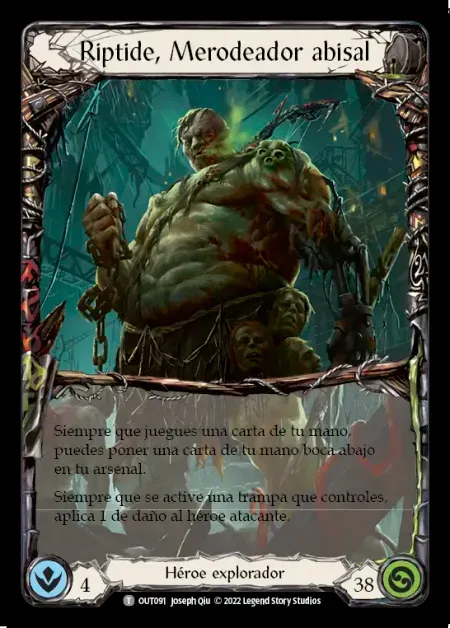 Riptide, Merodeador abisal
Siempre que juegues una carta de tu mano,
puedes poner una carta de tu mano boca abajo
en tu arsenal.
Siempre que se active una trampa que controles,
aplica 1 de daño al héroe atacante.
4
Héroe explorador
38
T OUT091 Joseph Qiu © 2022 Legend Story Studios